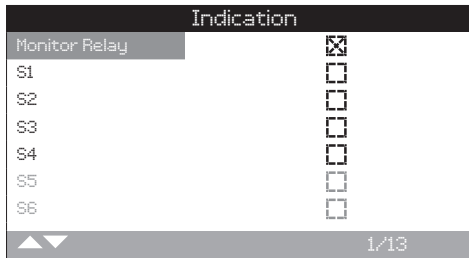 Indication
Monitor Relay
S1
S2
S3
S4
S5
S6
1/13